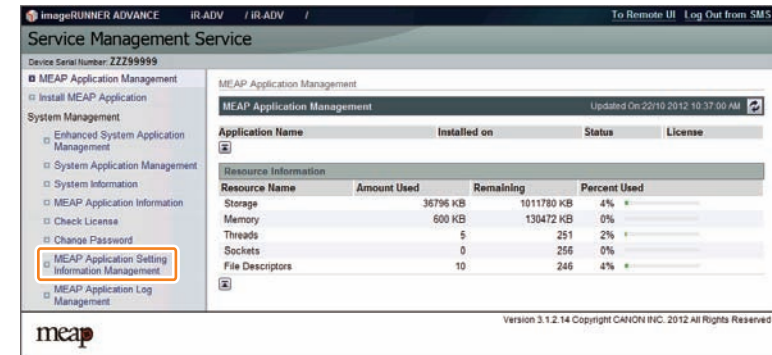 imageRUNNER ADVANCE iR-ADV / iR-ADV / To Remote UI Log Out from SMS
Service Management Service
Device Serial Number: ZZZ99999
MEAP Application Management
Install MEAP Application
System Management
Enhanced System Application
Management
System Application Management
System Information
MEAP Application Information
Check License
Change Password
MEAP Application Setting
Information Management
MEAP Application Log
Management
MEAP Application Management
MEAP Application Management Updated On:22/10 2012 10:37:00 AM
Application Name Installed on Status License
Resource Information
Resource Name Amount Used Remaining Percent Used
Storage 36796 KB 1011780 KB 4%
Memory 600 KB 130472 KB 0%
Threads 5 251 2%
Sockets 0 256 0%
File Descriptors 10 246 4%
Version 3.1.2.14 Copyright CANON INC. 2012 All Rights Reserved
meap